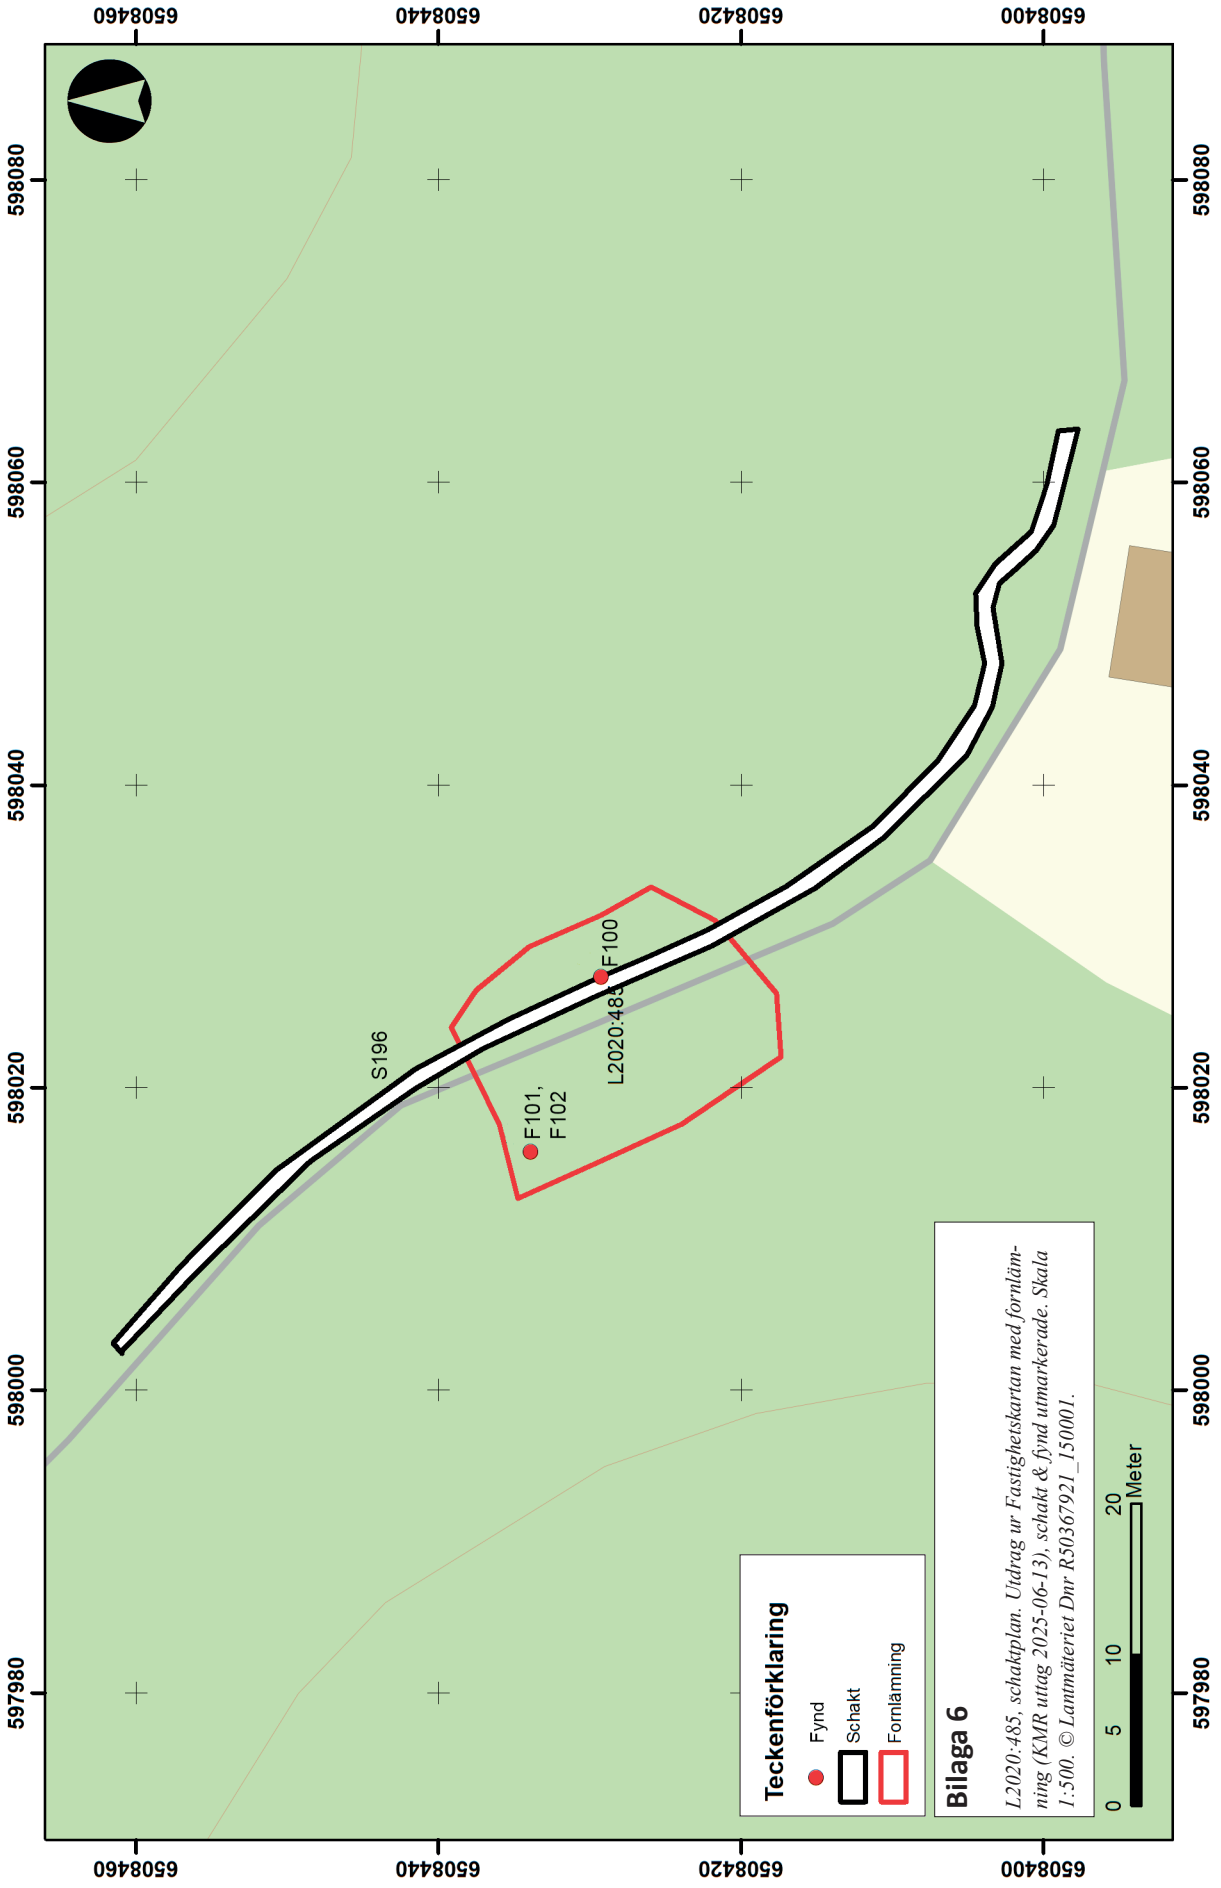 597980
598000
598020
598040
598060
598080
6508460
6508460
6508440
6508440
6508420
6508420
6508400
6508400
S196
F101,
F102
F100
L2020:485
Teckenförklaring
Fynd
Schakt
Fornlämning
Bilaga 6
L2020:485, schaktplan. Utdrag ur Fastighetskartan med fornläm-
ning (KMR uttag 2025-06-13), schakt & fynd utmarkerade. Skala
1:500. © Lantmäteriet Dnr R50367921_150001.
0 5 10 20
Meter
597980
598000
598020
598040
598060
598080